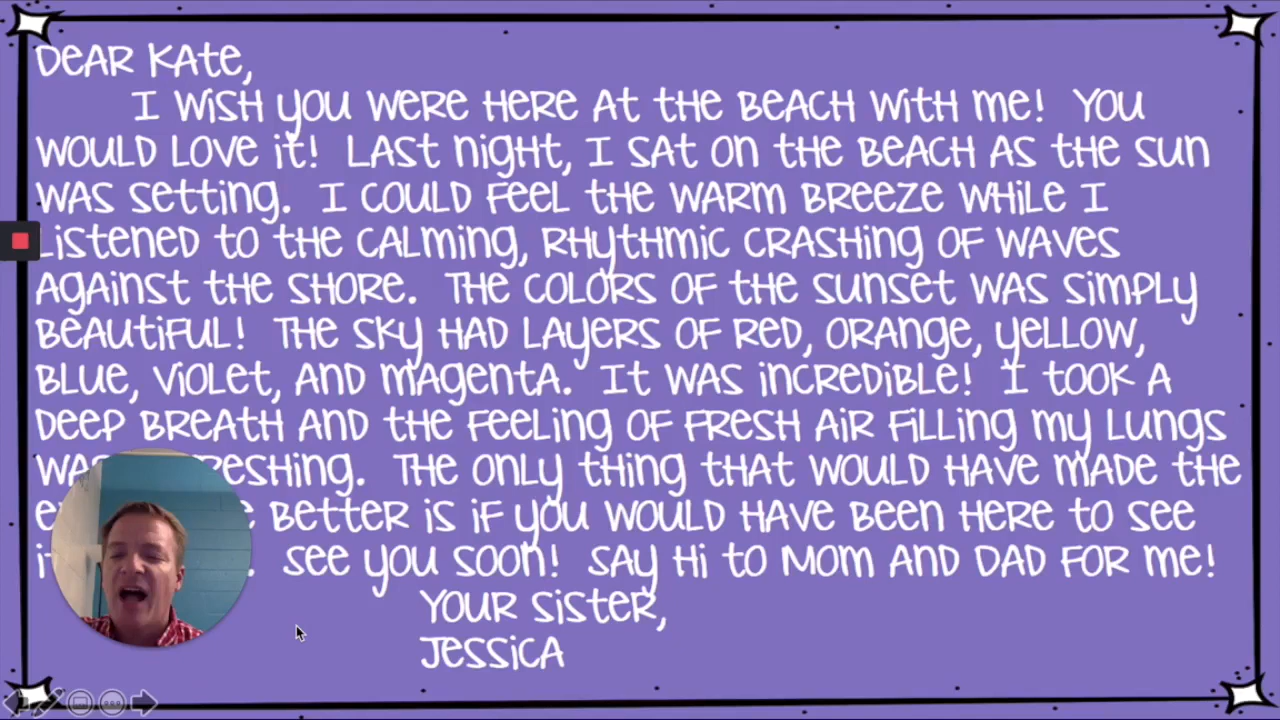 Dear Kate,
I wish you were here at the beach with me! You
would love it! Last night, I sat on the beach as the sun
was setting. I could feel the warm breeze while I
listened to the calming, rhythmic crashing of waves
against the shore. The colors of the sunset was simply
beautiful! The sky had layers of red, orange, yellow,
blue, violet, and magenta. It was incredible! I took a
deep breath and the feeling of fresh air filling my lungs
was refreshing. The only thing that would have made the
better is if you would have been here to see
See you soon! Say hi to Mom and Dad for me!
Your sister,
Jessica